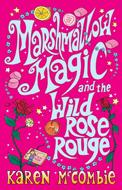 Marshmallow
Magic
and the
Wild
Rose
Rouge
KAREN McCOMBIE